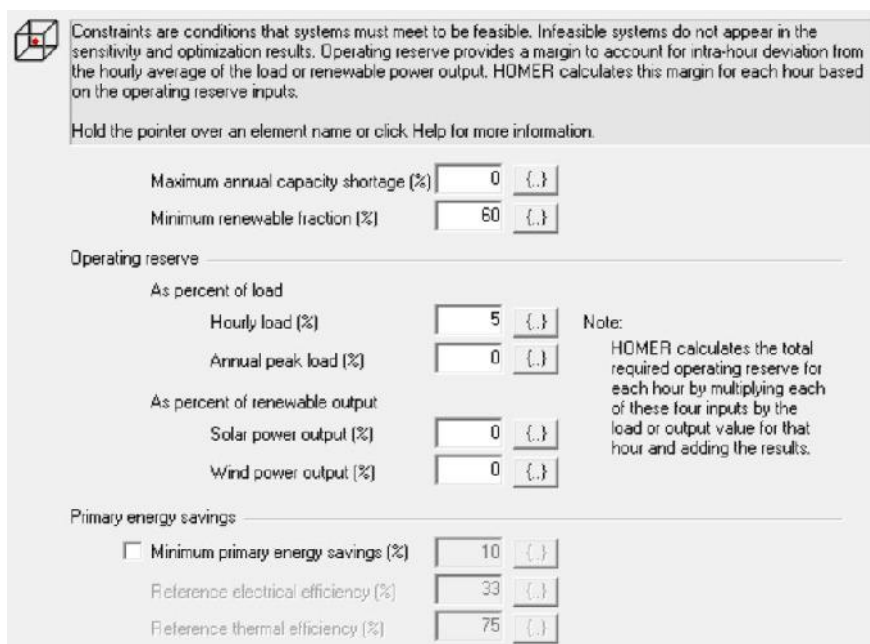 Constraints are conditions that systems must meet to be feasible. Infeasible systems do not appear in the
sensitivity and optimization results. Operating reserve provides a margin to account for intra-hour deviation from
the hourly average of the load or renewable power output. HOMER calculates this margin for each hour based
on the operating reserve inputs.
Hold the pointer over an element name or click Help for more information.
Maximum annual capacity shortage (%) 0 {..}
Minimum renewable fraction (%) 60 {..}
Operating reserve
As percent of load
Hourly load (%) 5 {..}
Annual peak load (%) 0 {..}
As percent of renewable output
Solar power output (%) 0 {..}
Wind power output (%) 0 {..}
Note:
HOMER calculates the total
required operating reserve for
each hour by multiplying each
of these four inputs by the
load or output value for that
hour and adding the results.
Primary energy savings
Minimum primary energy savings (%) 10 {..}
Reference electrical efficiency (%) 33 {..}
Reference thermal efficiency (%) 75 {..}